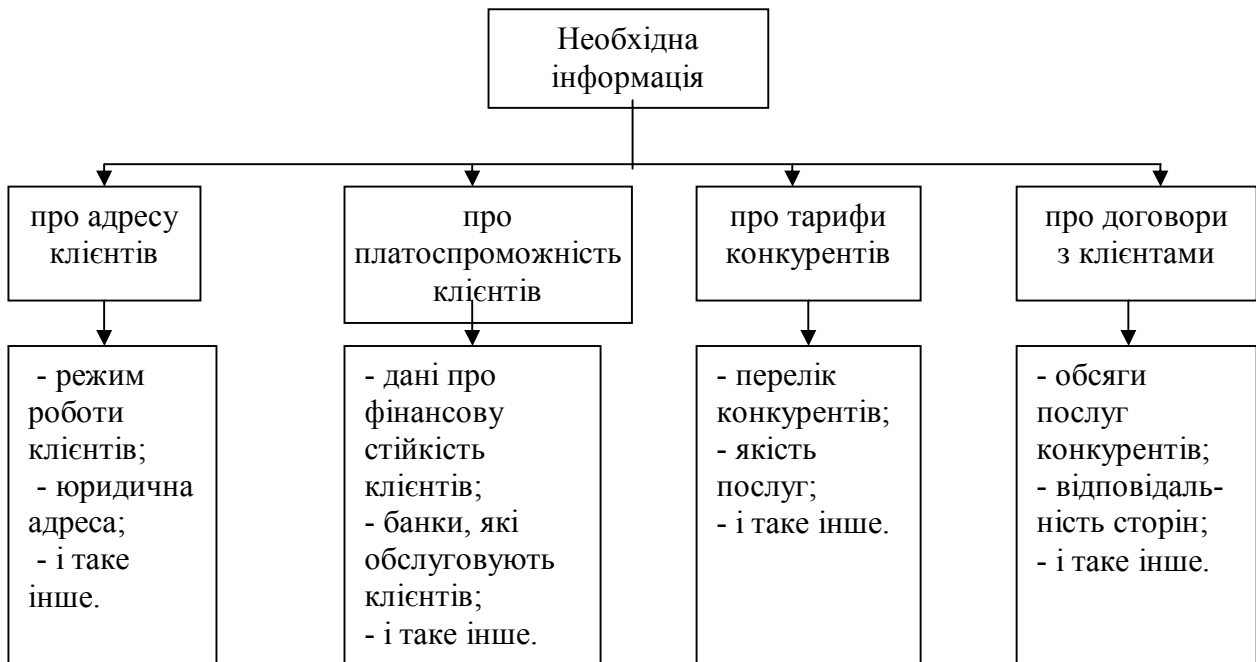 Необхідна
інформація
про адресу
клієнтів
про
платоспроможність
клієнтів
про тарифи
конкурентів
про договори
з клієнтами
- режим
роботи
клієнтів;
- юридична
адреса;
- і таке
інше.
- дані про
фінансову
стійкість
клієнтів;
- банки, які
обслуговують
клієнтів;
- і таке інше.
- перелік
конкурентів;
- якість
послуг;
- і таке інше.
- обсяги
послуг
конкурентів;
- відповідаль-
ність сторін;
- і таке інше.